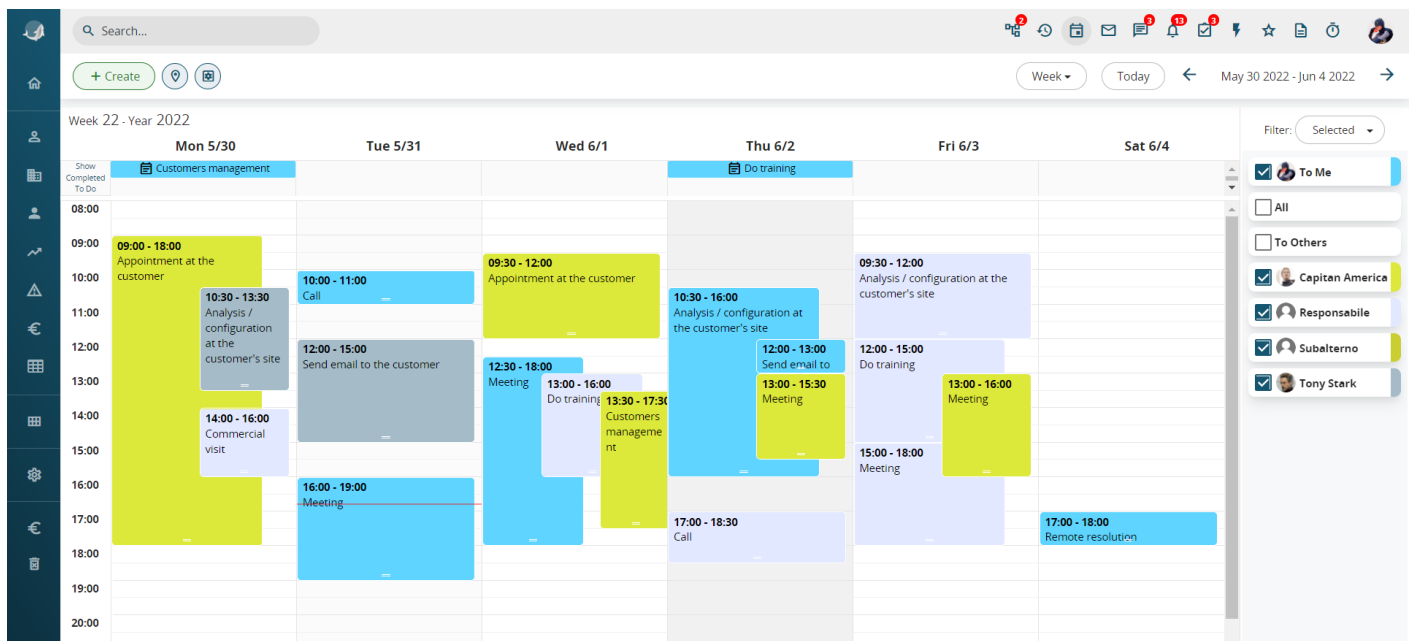 Search...
2
3
13
3
+ Create
Week
Today
May 30 2022 - Jun 4 2022
Week 22 - Year 2022
Mon 5/30
Tue 5/31
Wed 6/1
Thu 6/2
Fri 6/3
Sat 6/4
Show
Completed
To Do
Customers management
Do training
08:00
09:00
10:00
11:00
12:00
13:00
14:00
15:00
16:00
17:00
18:00
19:00
20:00
09:00 - 18:00
Appointment at the
customer
10:30 - 13:30
Analysis /
configuration
at the
customer's site
14:00 - 16:00
Commercial
visit
10:00 - 11:00
Call
12:00 - 15:00
Send email to the customer
16:00 - 19:00
Meeting
09:30 - 12:00
Appointment at the customer
12:30 - 18:00
Meeting
13:00 - 16:00
Do training
13:30 - 17:30
Customers
manageme
nt
10:30 - 16:00
Analysis / configuration at
the customer's site
12:00 - 13:00
Send email to
13:00 - 15:30
Meeting
17:00 - 18:30
Call
09:30 - 12:00
Analysis / configuration at the
customer's site
12:00 - 15:00
Do training
13:00 - 16:00
Meeting
15:00 - 18:00
Meeting
17:00 - 18:00
Remote resolution
Filter:
Selected
To Me
All
To Others
Capitan America
Responsabile
Subalterno
Tony Stark